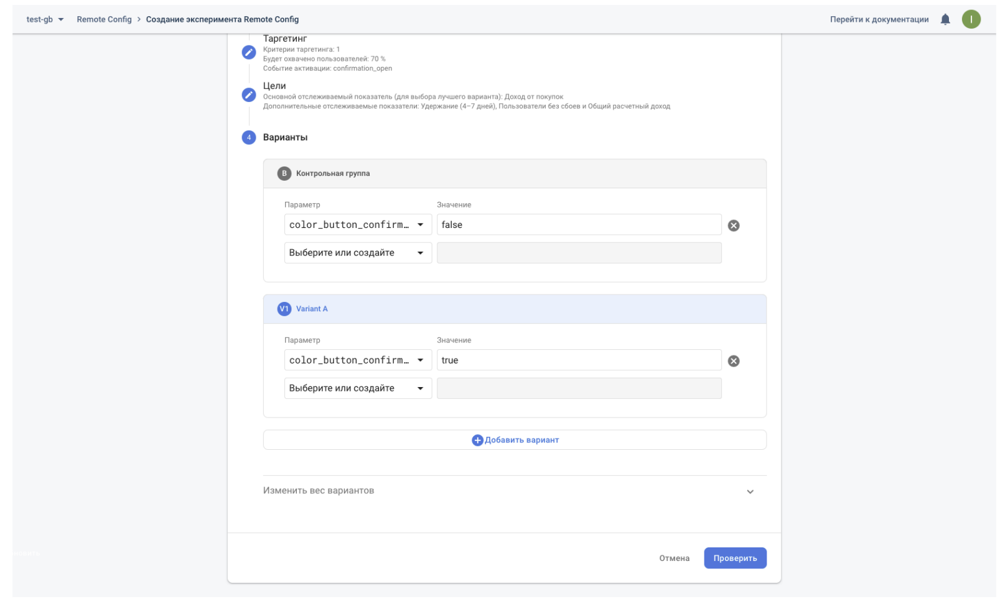 test-gb Remote Config > Создание эксперимента Remote Config Перейти к документации I
Таргетинг
Критерии таргетинга: 1
Будет охвачено пользователей: 70 %
Событие активации: confirmation_open
Цели
Основной отслеживаемый показатель (для выбора лучшего варианта): Доход от покупок
Дополнительные отслеживаемые показатели: Удержание (4–7 дней), Пользователи без сбоев и Общий расчетный доход
4 Варианты
B Контрольная группа
Параметр Значение
color_button_confirm… false
Выберите или создайте
V1 Variant A
Параметр Значение
color_button_confirm… true
Выберите или создайте
Добавить вариант
Изменить вес вариантов
Отмена Проверить